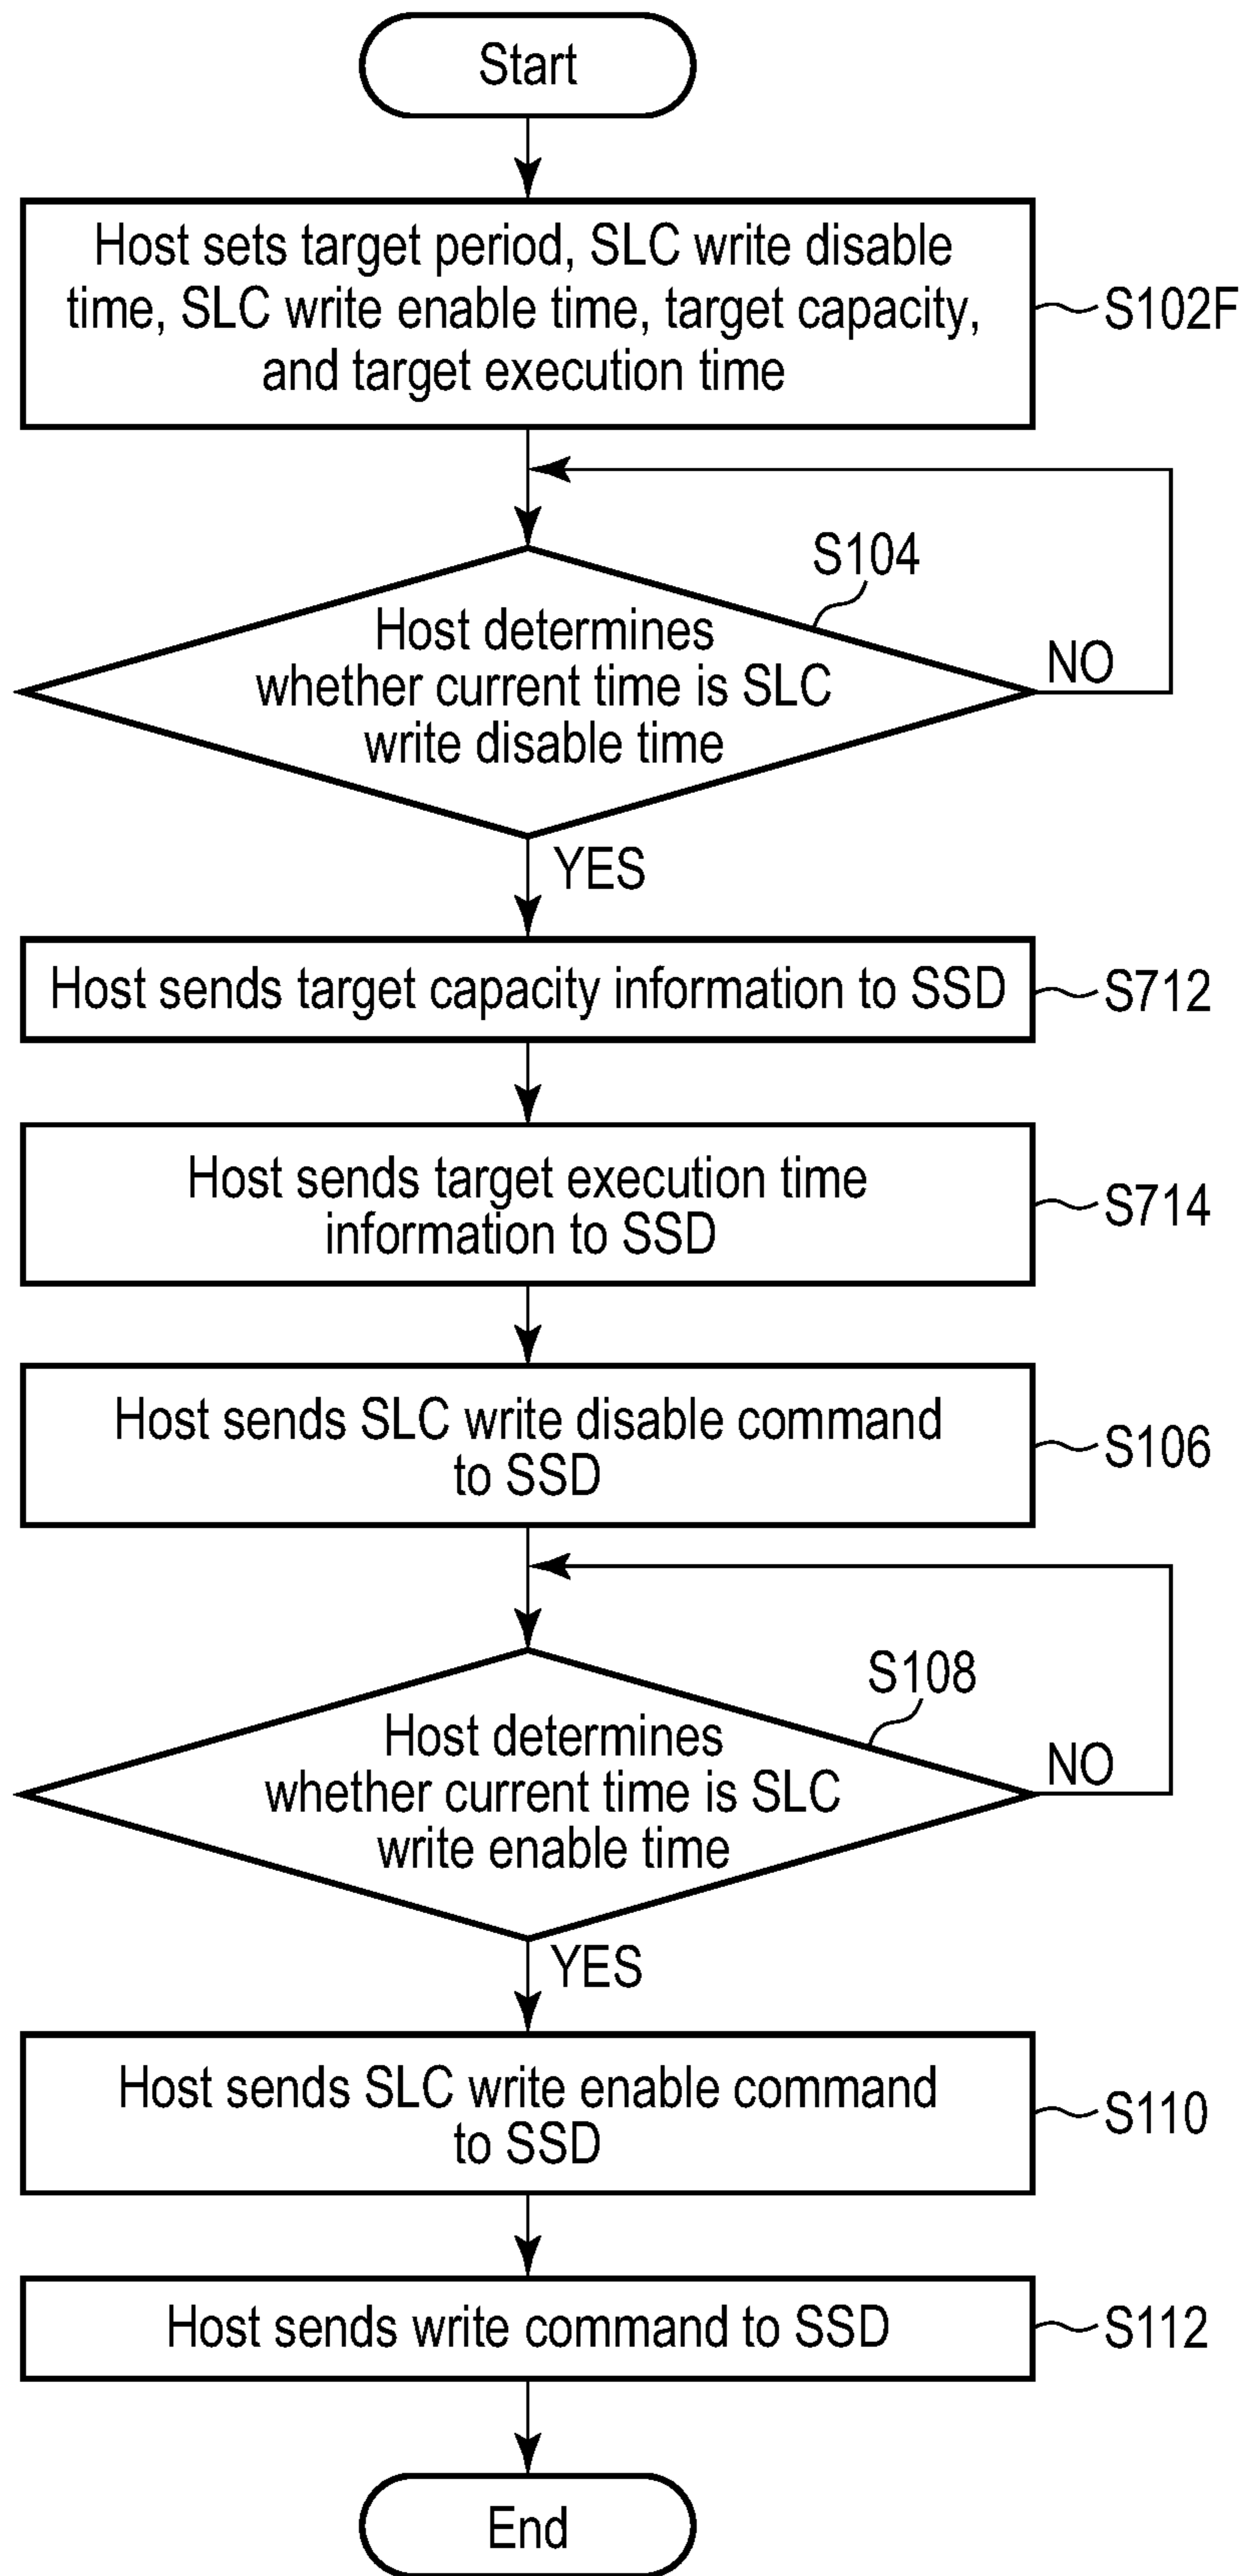 Start
Host sets target period, SLC write disable
time, SLC write enable time, target capacity,
and target execution time
S102F
S104
Host determines
whether current time is SLC
write disable time
NO
YES
Host sends target capacity information to SSD
S712
Host sends target execution time
information to SSD
S714
Host sends SLC write disable command
to SSD
S106
S108
Host determines
whether current time is SLC
write enable time
NO
YES
Host sends SLC write enable command
to SSD
S110
Host sends write command to SSD
S112
End